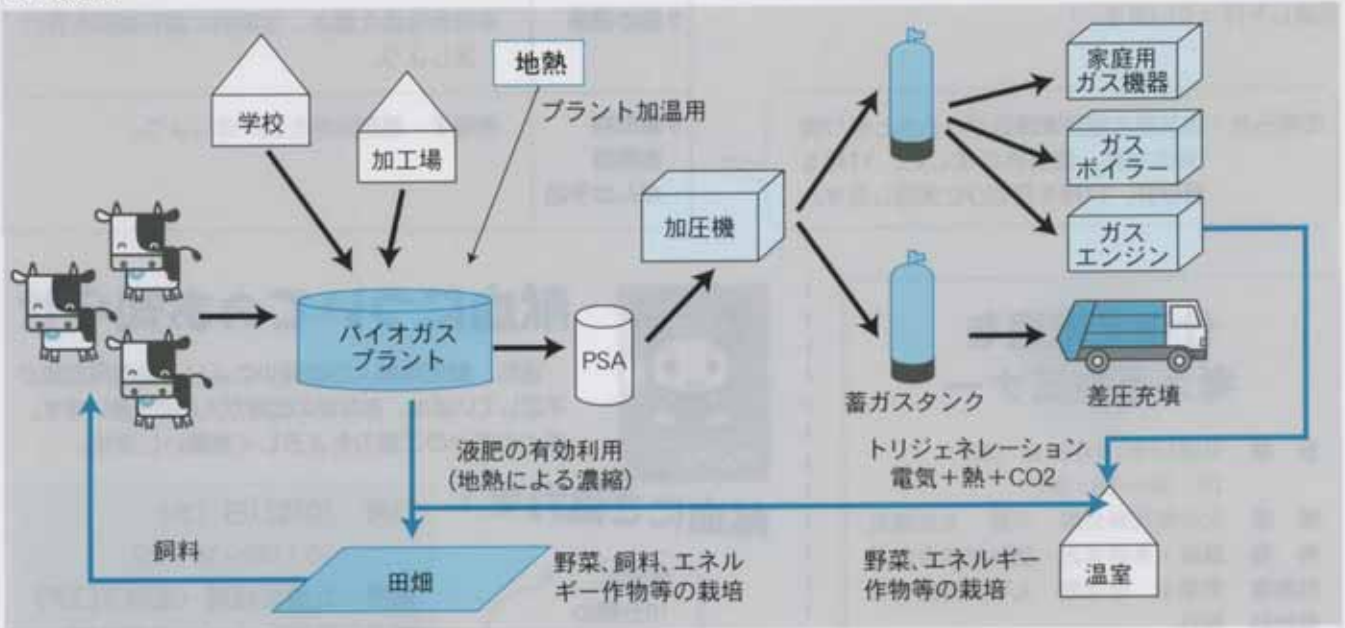 学校
加工場
地熱
プラント加温用
バイオガス
プラント
PSA
加圧機
家庭用
ガス機器
ガス
ボイラー
ガス
エンジン
蓄ガスタンク
差圧充填
液肥の有効利用
(地熱による濃縮)
トリジェネレーション
電気+熱+CO2
飼料
田畑
野菜、飼料、エネル
ギー作物等の栽培
野菜、エネルギー
作物等の栽培
温室